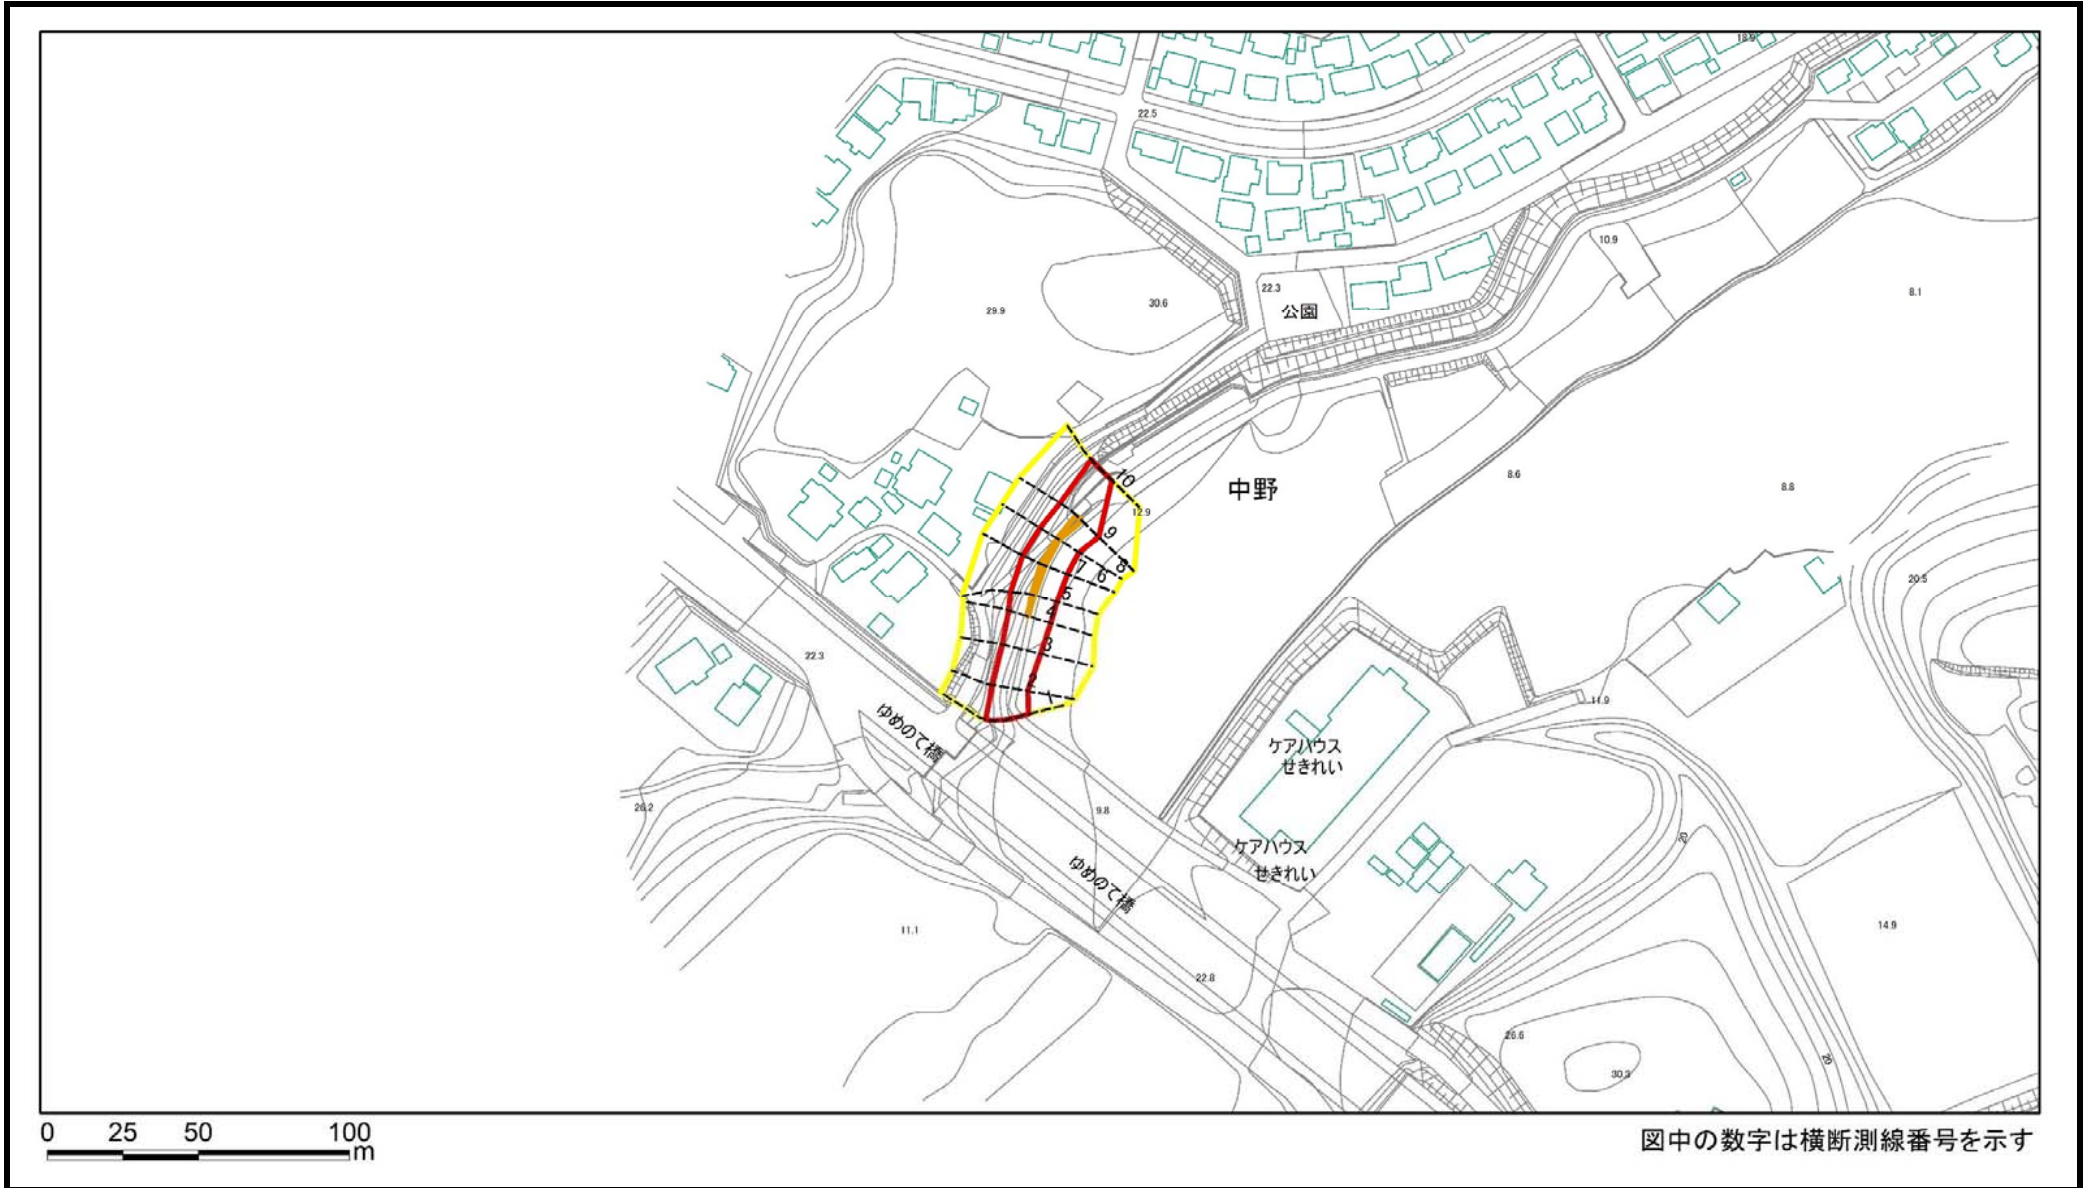 18.9
22.5
10.9
8.1
22.3
公園
30.6
29.9
8.6
8.8
中野
10
12.9
9
8
7
6
5
4
3
2
1
20.5
22.3
11.9
ゆめのて橋
ケアハウス
せきれい
26.2
9.8
20
ケアハウス
せきれい
ゆめのて橋
11.1
14.9
22.8
26.6
20
30.3
0 25 50 100
m
図中の数字は横断測線番号を示す